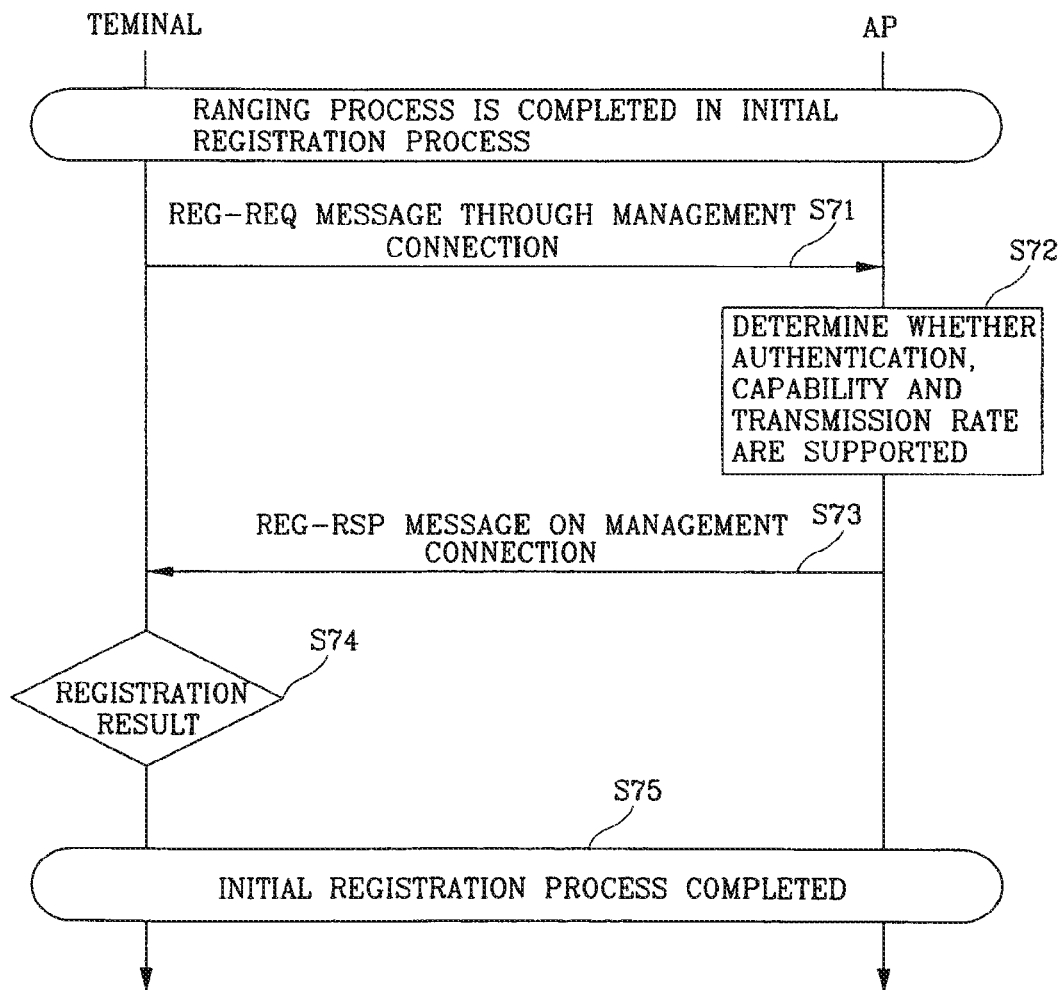 TEMINAL
AP
RANGING PROCESS IS COMPLETED IN INITIAL
REGISTRATION PROCESS
REG-REQ MESSAGE THROUGH MANAGEMENT
CONNECTION
S71
S72
DETERMINE WHETHER
AUTHENTICATION,
CAPABILITY AND
TRANSMISSION RATE
ARE SUPPORTED
REG-RSP MESSAGE ON MANAGEMENT
CONNECTION
S73
S74
REGISTRATION
RESULT
S75
INITIAL REGISTRATION PROCESS COMPLETED